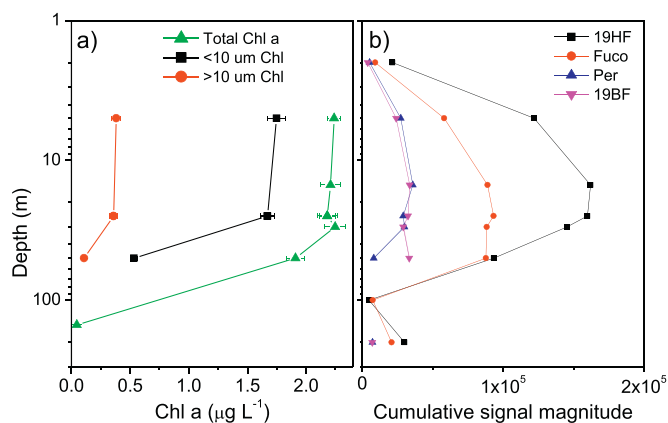 a)
Total Chl a
<10 um Chl
>10 um Chl
b)
19HF
Fuco
Per
19BF
1
10
100
Depth (m)
0.0
0.5
1.0
1.5
2.0
Chl a (μg L⁻¹)
0
1x10⁵
2x10⁵
Cumulative signal magnitude